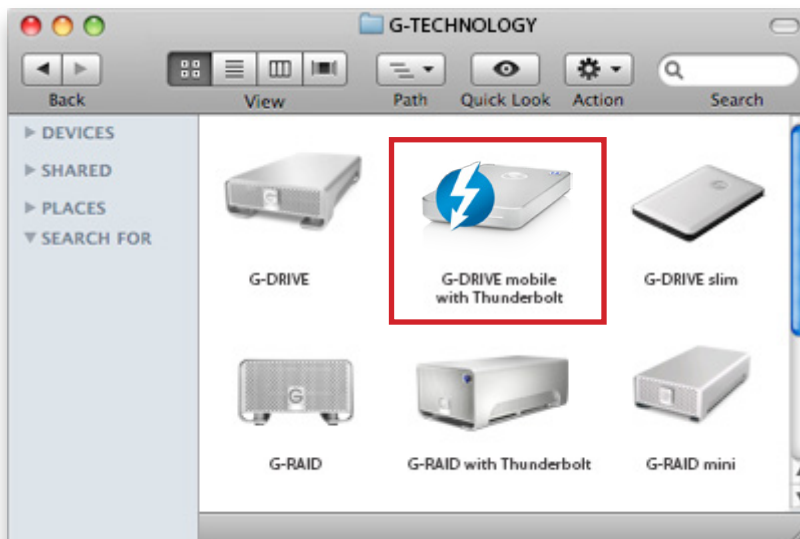 G-TECHNOLOGY
Back
View
Path
Quick Look
Action
Search
DEVICES
SHARED
PLACES
SEARCH FOR
G-DRIVE
G-DRIVE mobile
with Thunderbolt
G-DRIVE slim
G-RAID
G-RAID with Thunderbolt
G-RAID mini